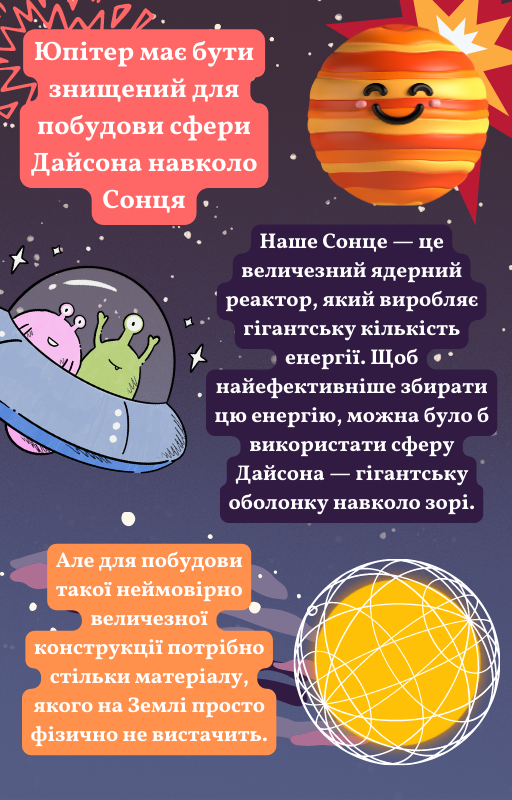 Юпітер має бути
знищений для
побудови сфери
Дайсона навколо
Сонця
Наше Сонце — це
величезний ядерний
реактор, який виробляє
гігантську кількість
енергії. Щоб
найефективніше збирати
цю енергію, можна було б
використати сферу
Дайсона — гігантську
оболонку навколо зорі.
Але для побудови
такої неймовірно
величезної
конструкції потрібно
стільки матеріалу,
якого на Землі просто
фізично не вистачить.